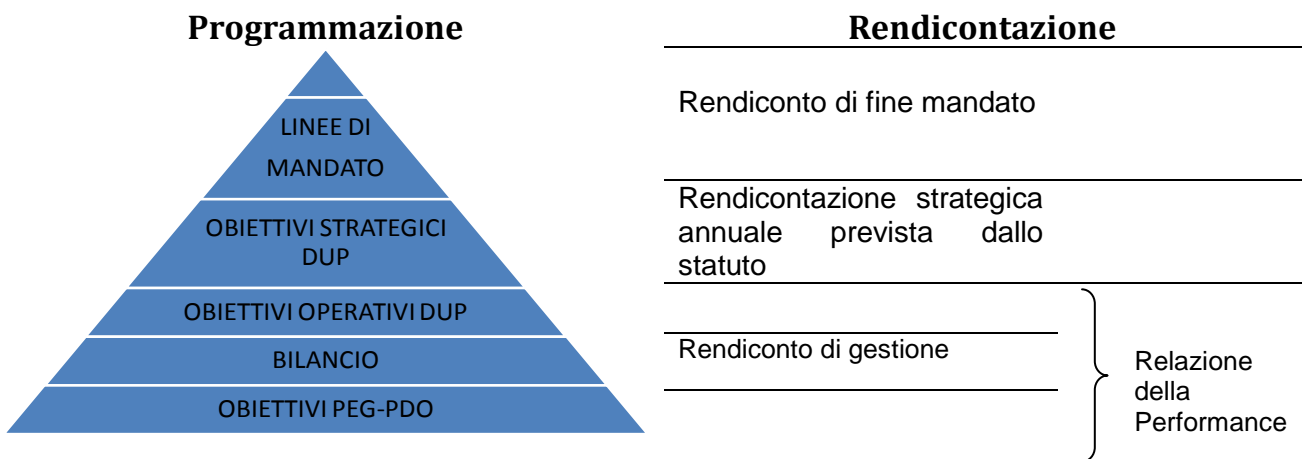 Programmazione
LINEE DI
MANDATO
OBIETTIVI STRATEGICI
DUP
OBIETTIVI OPERATIVI DUP
BILANCIO
OBIETTIVI PEG-PDO
Rendicontazione
Rendiconto di fine mandato
Rendicontazione strategica
annuale prevista dallo
statuto
Rendiconto di gestione
Relazione
della
Performance